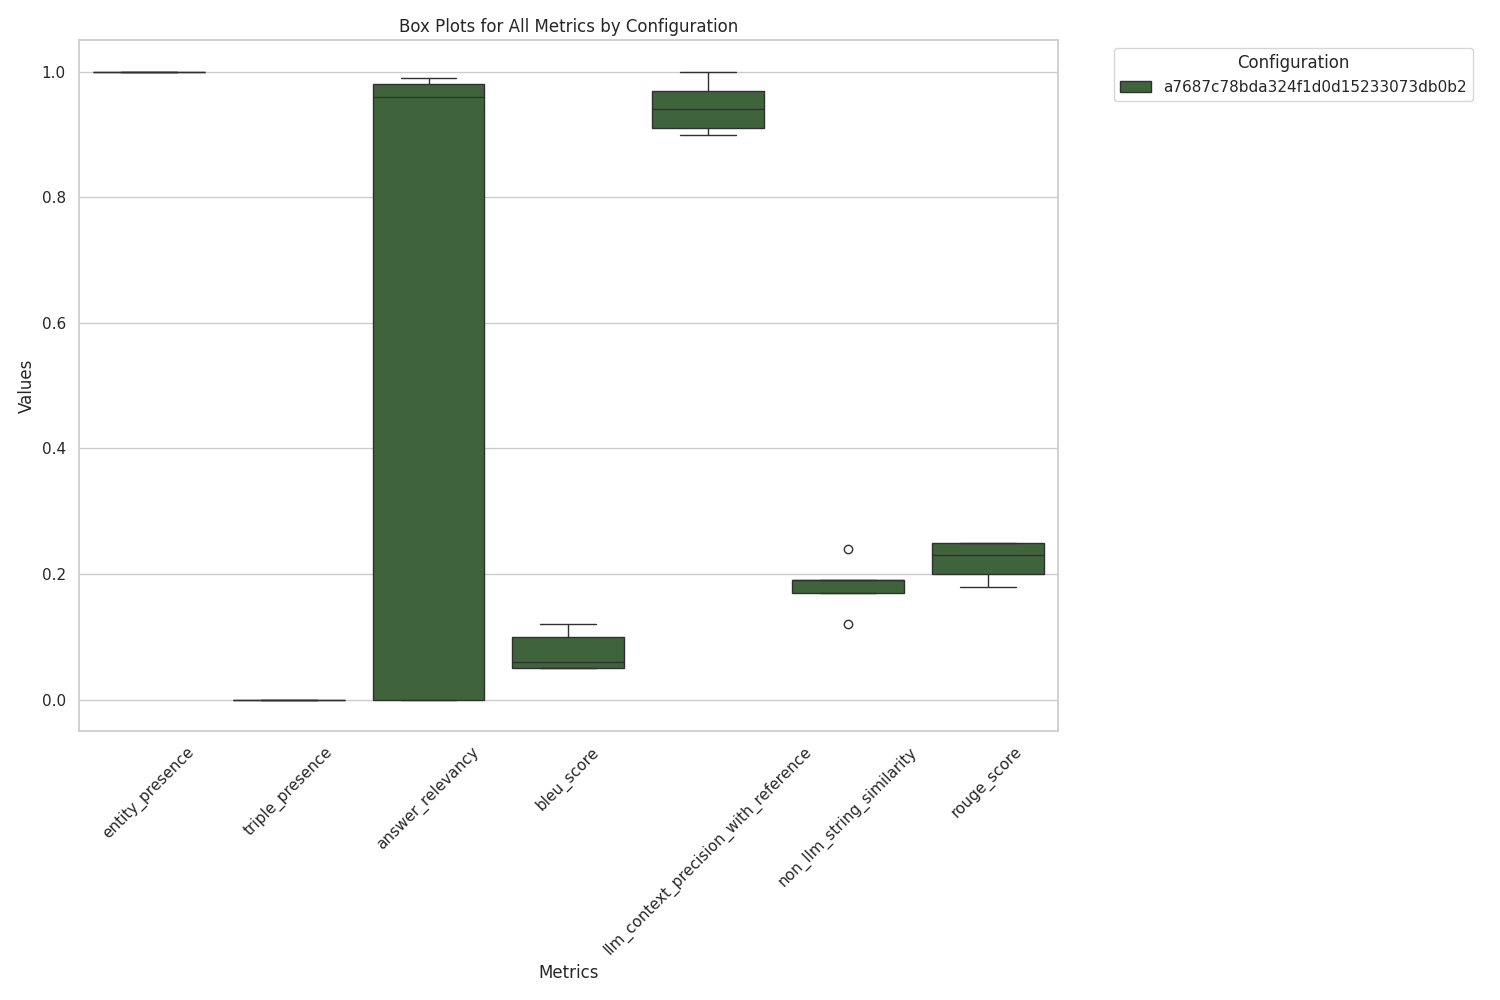 Box Plots for All Metrics by Configuration
Configuration
a7687c78bda324f1d0d15233073db0b2
1.0
0.8
0.6
0.4
0.2
0.0
Values
entity_presence
triple_presence
answer_relevancy
bleu_score
llm_context_precision_with_reference
non_llm_string_similarity
rouge_score
Metrics